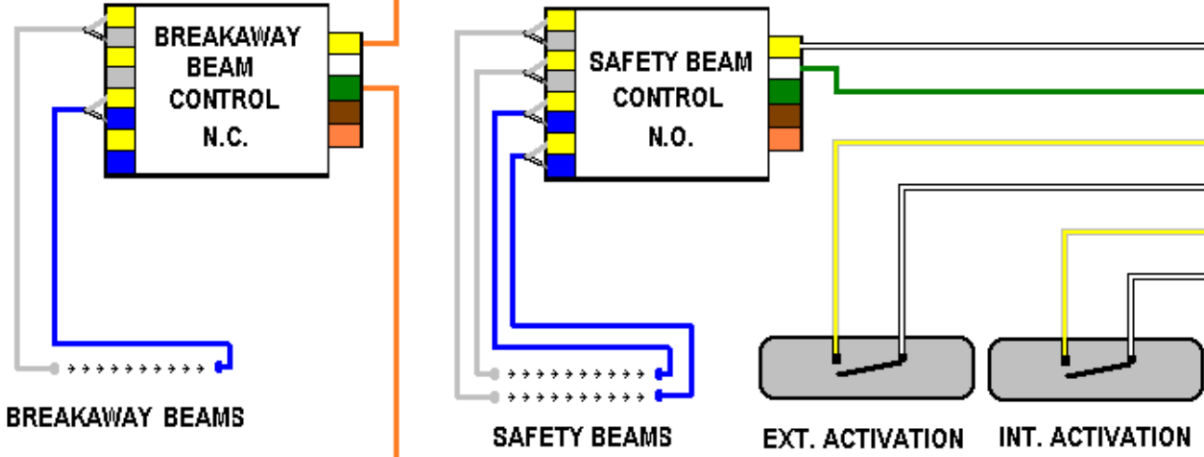 BREAKAWAY
BEAM
CONTROL
N.C.
SAFETY BEAM
CONTROL
N.O.
BREAKAWAY BEAMS
SAFETY BEAMS
EXT. ACTIVATION
INT. ACTIVATION